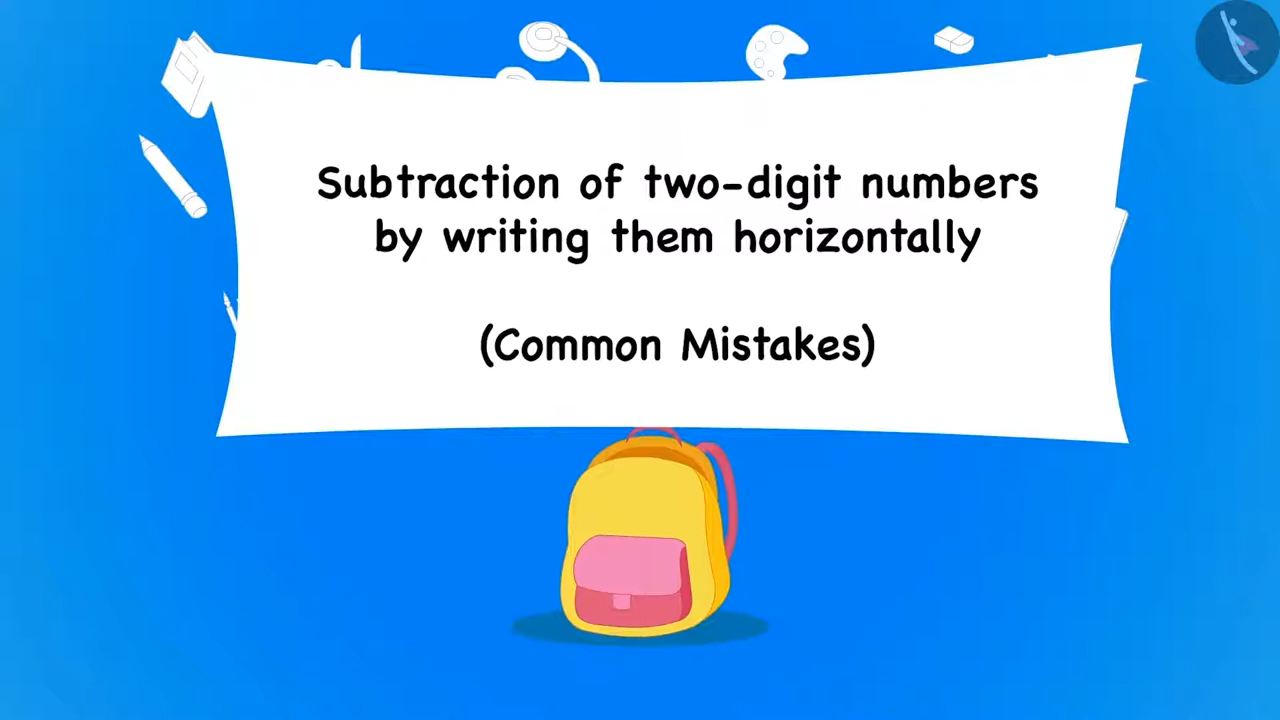 Subtraction of two-digit numbers
by writing them horizontally
(Common Mistakes)